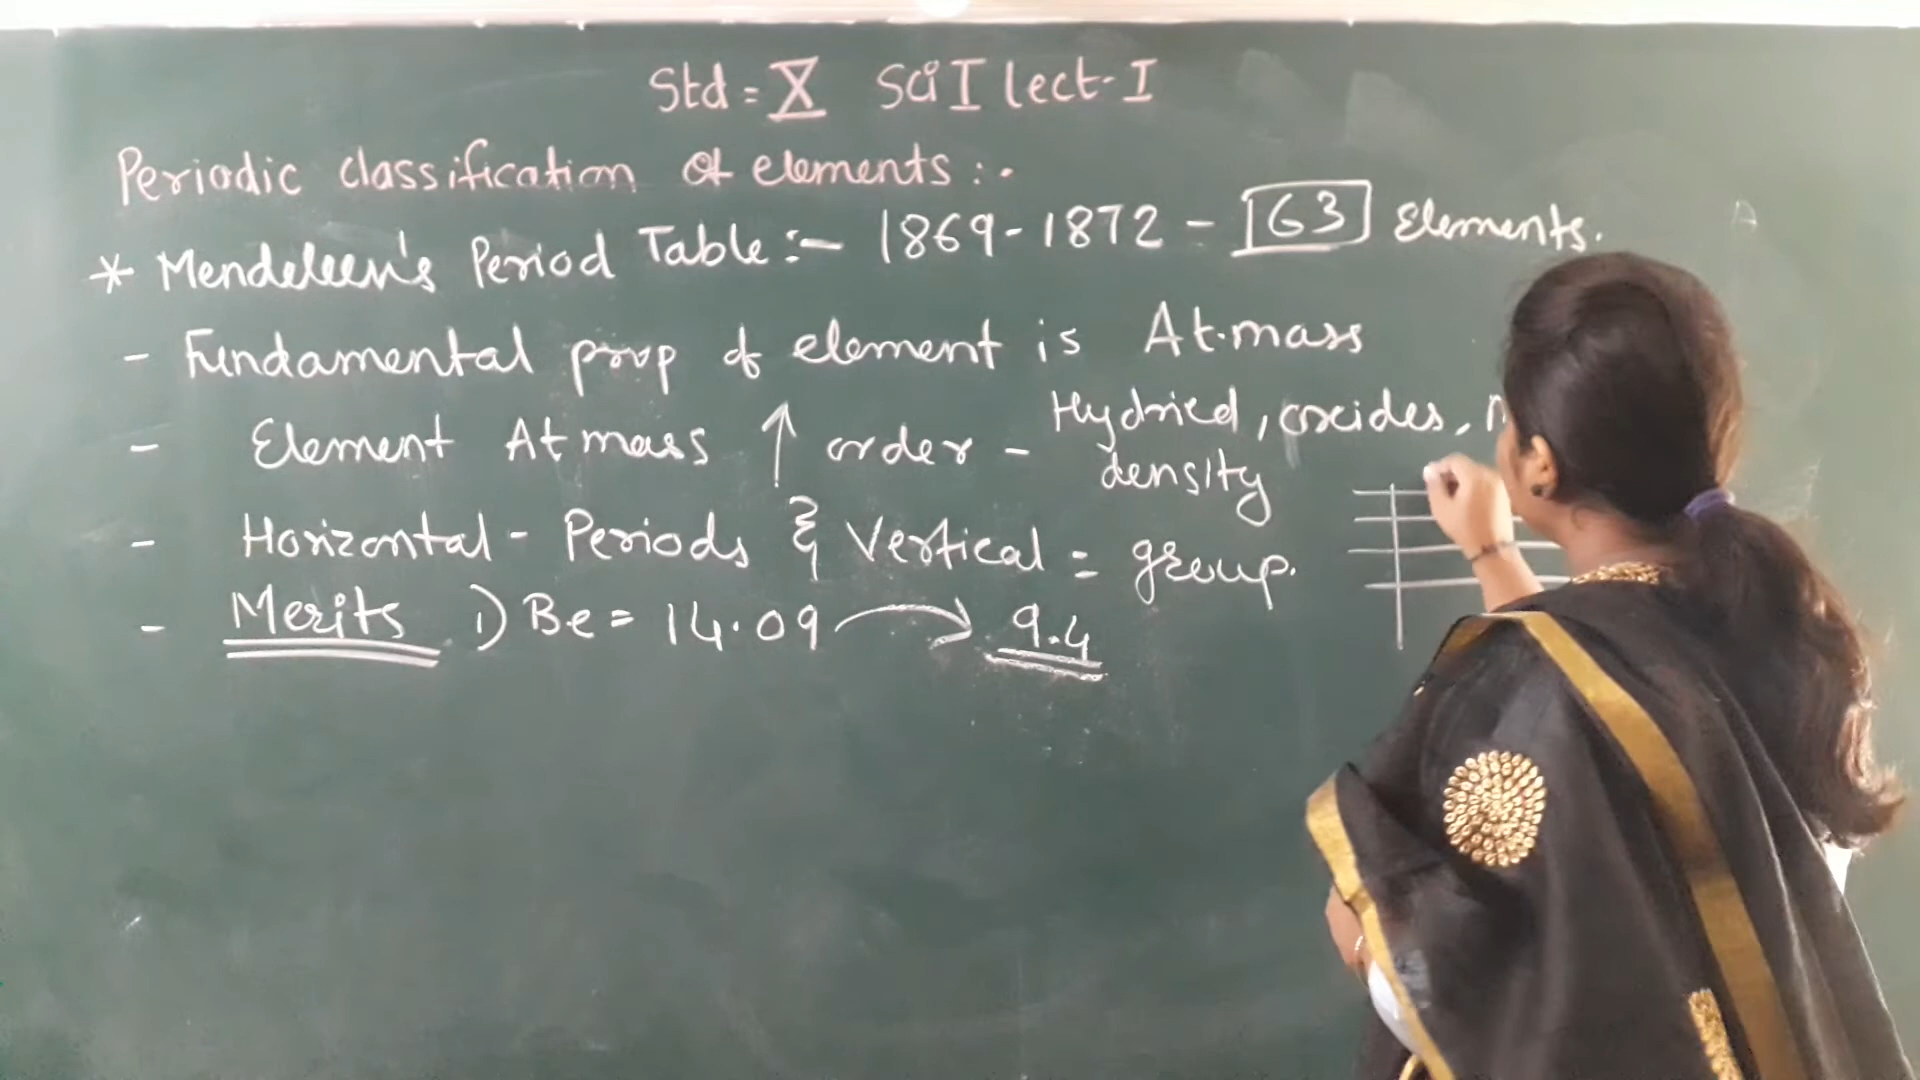 Std = X Sci I lect-I
Periodic classification of elements :-
* Mendeleev's Period Table :- 1869-1872 - 63 Elements.
- Fundamental prop of element is At.mass
- Element At mass ↑ order - Hydried, oxides,
density
- Horizontal - Periods & Vertical = group.
- Merits 1) Be = 14.09 → 9.4